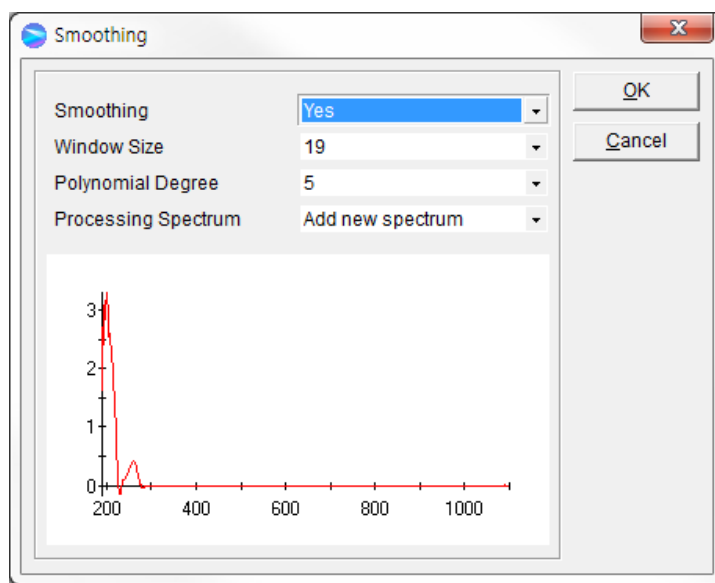 Smoothing
OK
Cancel
Smoothing Yes
Window Size 19
Polynomial Degree 5
Processing Spectrum Add new spectrum
3
2
1
0
200 400 600 800 1000